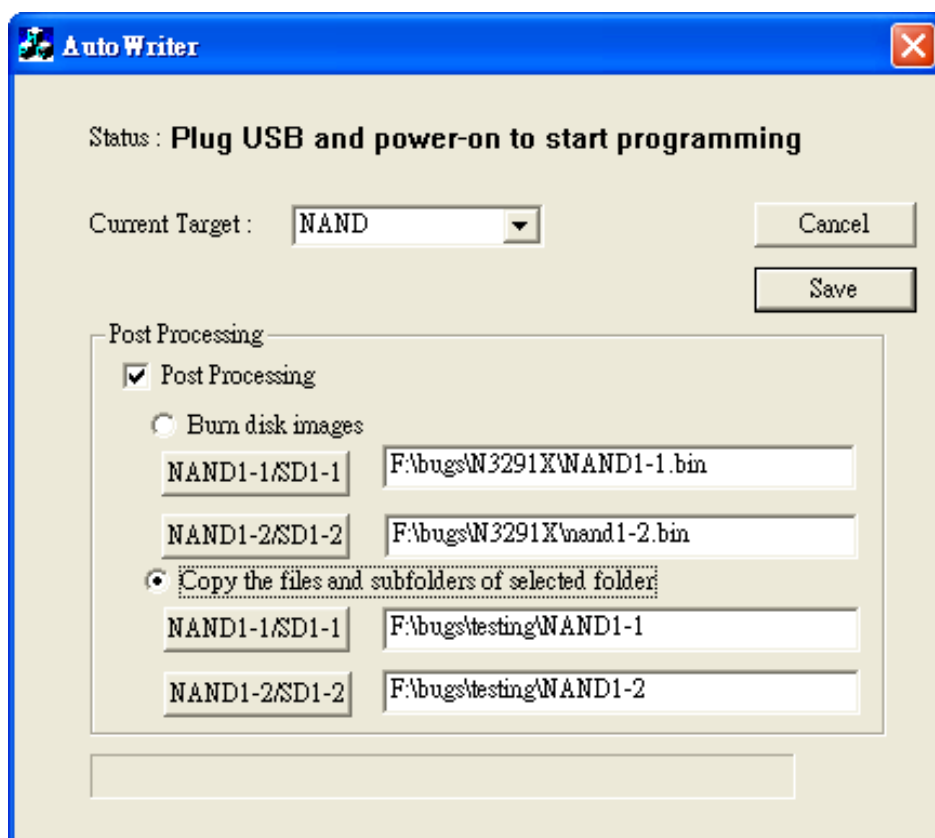 AutoWriter
Status : Plug USB and power-on to start programming
Current Target : NAND
Cancel
Save
Post Processing
Post Processing
Burn disk images
NAND1-1/SD1-1 F:\bugs\N3291X\NAND1-1.bin
NAND1-2/SD1-2 F:\bugs\N3291X\nand1-2.bin
Copy the files and subfolders of selected folder
NAND1-1/SD1-1 F:\bugs\testing\NAND1-1
NAND1-2/SD1-2 F:\bugs\testing\NAND1-2